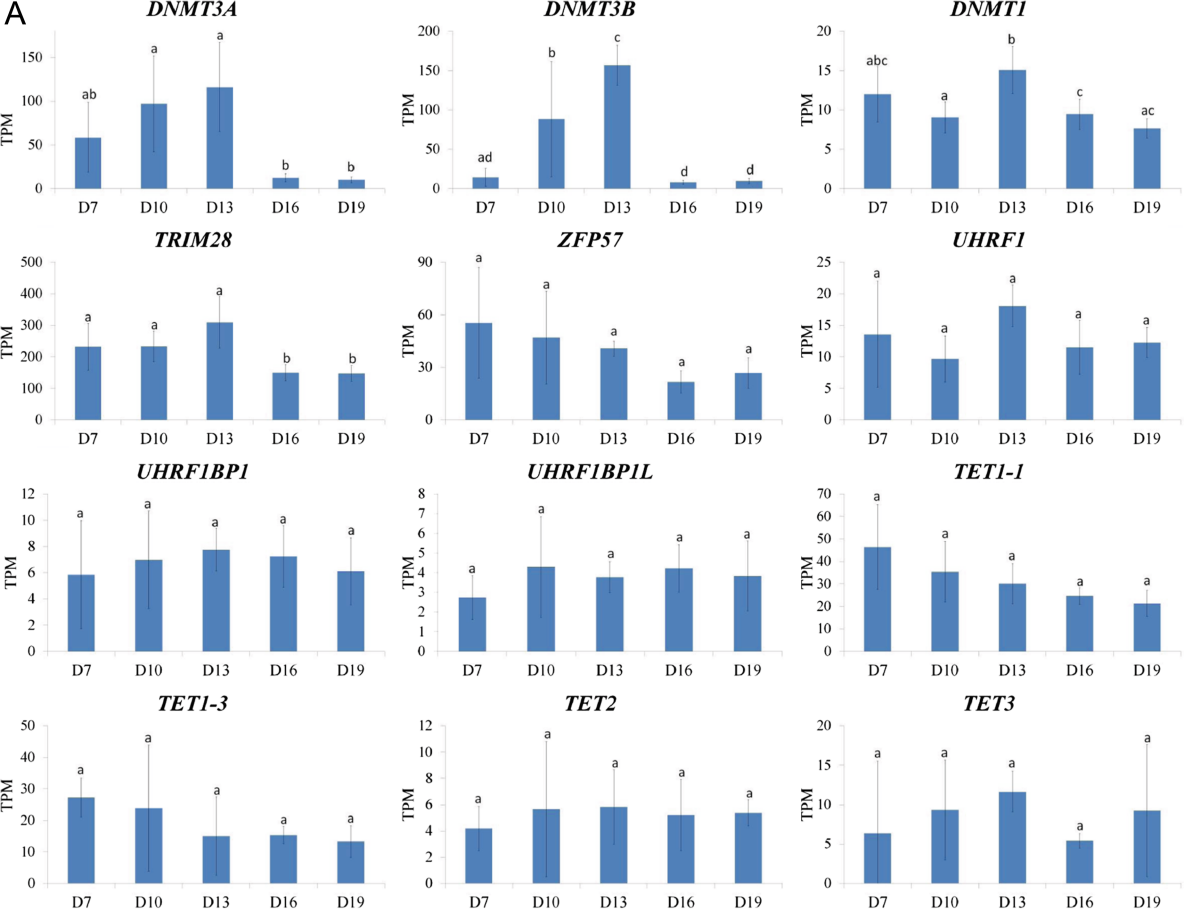 A
DNMT3A DNMT3B DNMT1
TPM
150
100
50
0
ab a a b b
D7 D10 D13 D16 D19
TPM
200
150
100
50
0
ad b c d d
D7 D10 D13 D16 D19
TPM
20
15
10
5
0
abc a b c ac
D7 D10 D13 D16 D19
TRIM28 ZFP57 UHRF1
TPM
500
400
300
200
100
0
a a a b b
D7 D10 D13 D16 D19
TPM
90
60
30
0
a a a a a
D7 D10 D13 D16 D19
TPM
25
20
15
10
5
0
a a a a a
D7 D10 D13 D16 D19
UHRF1BP1 UHRF1BP1L TET1-1
TPM
12
10
8
6
4
2
0
a a a a a
D7 D10 D13 D16 D19
TPM
8
7
6
5
4
3
2
1
0
a a a a a
D7 D10 D13 D16 D19
TPM
70
60
50
40
30
20
10
0
a a a a a
D7 D10 D13 D16 D19
TET1-3 TET2 TET3
TPM
50
40
30
20
10
0
a a a a a
D7 D10 D13 D16 D19
TPM
12
10
8
6
4
2
0
a a a a a
D7 D10 D13 D16 D19
TPM
20
15
10
5
0
a a a a a
D7 D10 D13 D16 D19